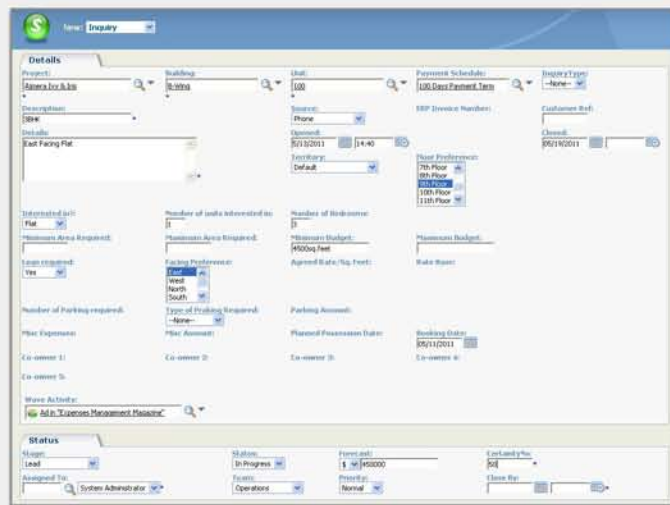 New: Inquiry
Details
Project: Building: Unit: Payment Schedule: InquiryType:
Ajmera Ivy & Iris B-Wing 100 100 Days Payment Term --None--
Description: Source: ERP Invoice Number: Customer Ref:
3BHK Phone
Details: Opened: Closed:
East Facing Flat 5/13/2011 14:40 05/19/2011
Territory: Floor Preference:
Default 7th Floor
8th Floor
9th Floor
10th Floor
11th Floor
Interested in?: Number of units interested in: Number of Bedrooms:
Flat 1 3
Minimum Area Required: Maximum Area Required: Minimum Budget: Maximum Budget:
4500sq.feet
Loan required: Facing Preference: Agreed Rate/Sq. Feet: Rate Base:
Yes East
West
North
South
Number of Parking required: Type of Praking Required: Parking Amount:
--None--
Misc Expenses: Misc Amount: Planned Possession Date: Booking Date:
05/11/2011
Co-owner 1: Co-owner 2: Co-owner 3: Co-owner 4:
Co-owner 5:
Wave Activity:
Ad in "Expenses Management Magazine"
Status
Stage: Status: Forecast: Certainty%:
Lead In Progress $ 450000 50
Assigned To: Team: Priority: Close By:
System Administrator Operations Normal